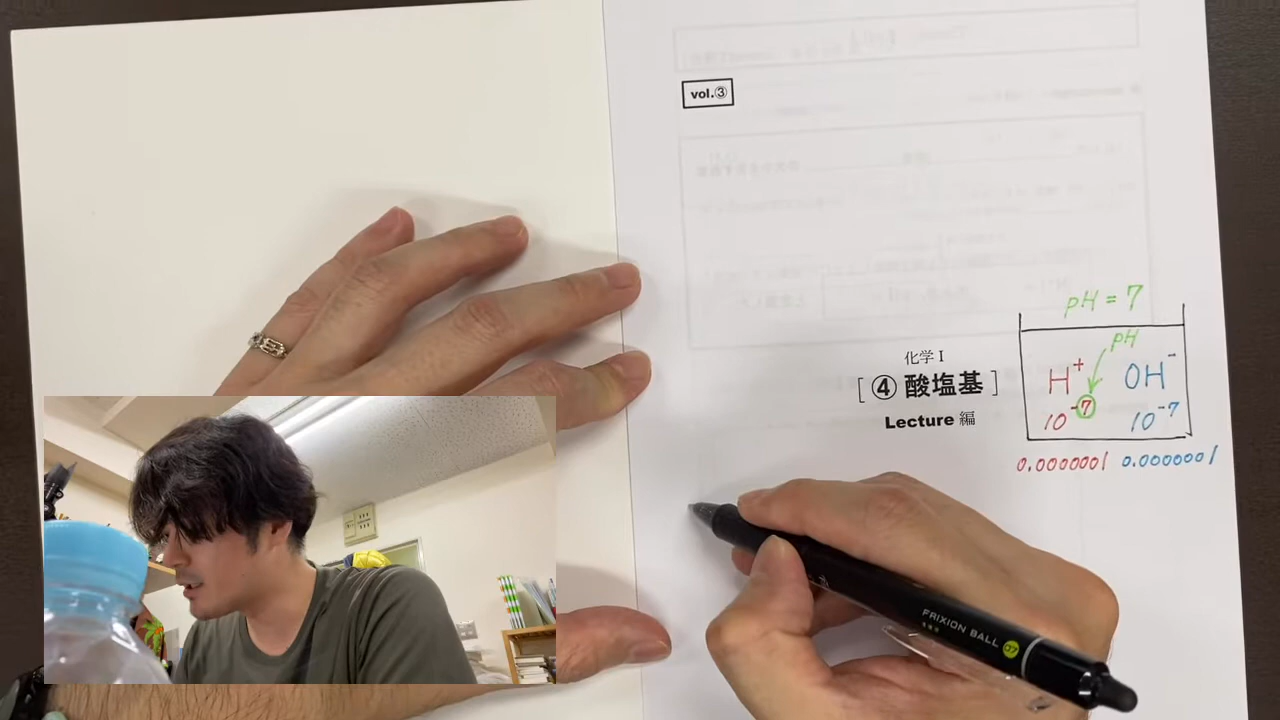 vol.③
pH = 7
pH
化学 I
[ ④ 酸塩基 ]
Lecture 編
H⁺ OH⁻
10⁻⁷ 10⁻⁷
0.0000001 0.0000001
FRIXION BALL 07